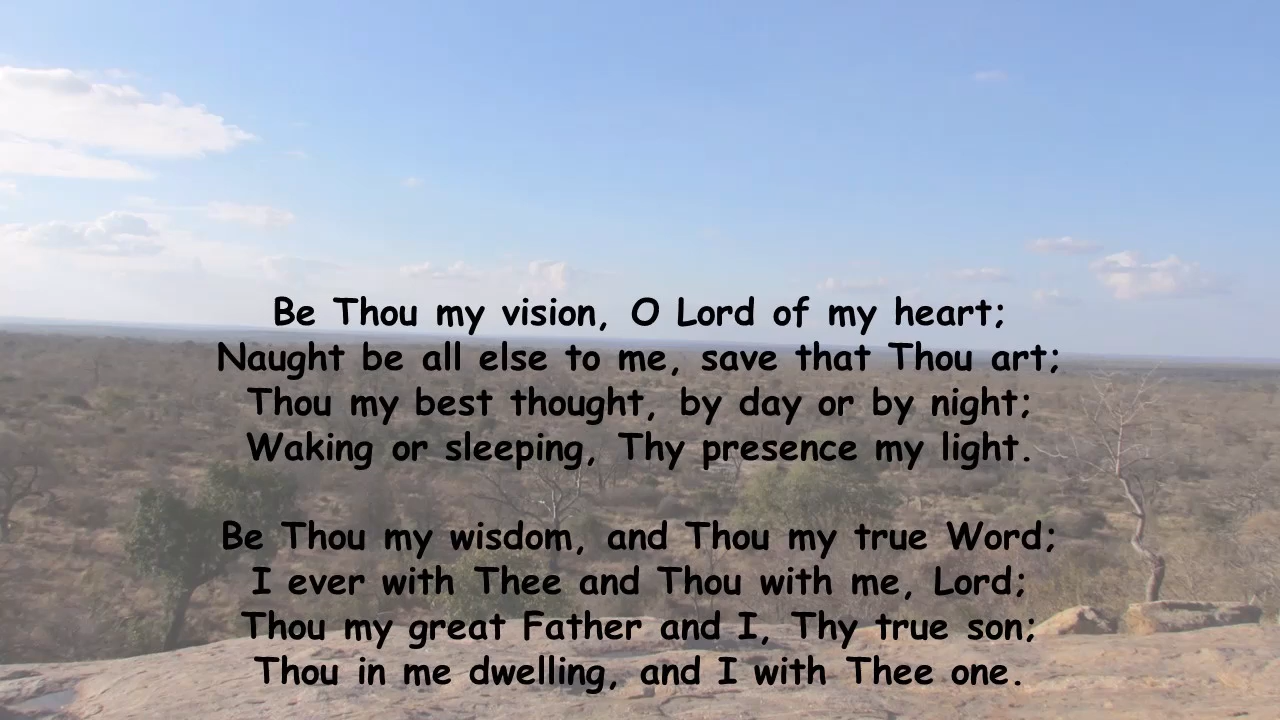 Be Thou my vision, O Lord of my heart;
Naught be all else to me, save that Thou art;
Thou my best thought, by day or by night;
Waking or sleeping, Thy presence my light.
Be Thou my wisdom, and Thou my true Word;
I ever with Thee and Thou with me, Lord;
Thou my great Father and I, Thy true son;
Thou in me dwelling, and I with Thee one.